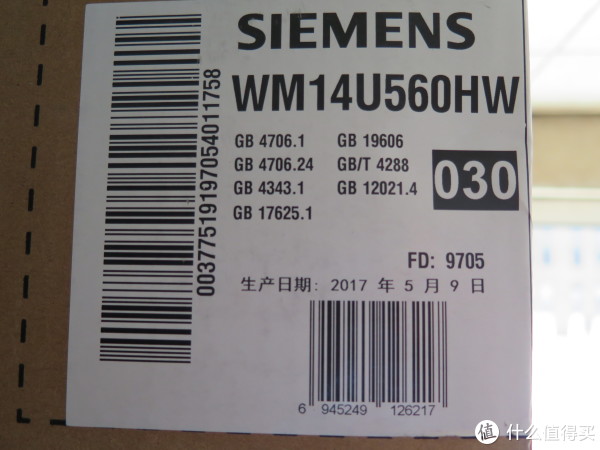 SIEMENS
WM14U560HW
GB 4706.1 GB 19606
GB 4706.24 GB/T 4288
GB 4343.1 GB 12021.4
GB 17625.1
030
FD: 9705
生产日期: 2017 年 5 月 9 日
00377519197054011758
6 945249 126217
值 什么值得买